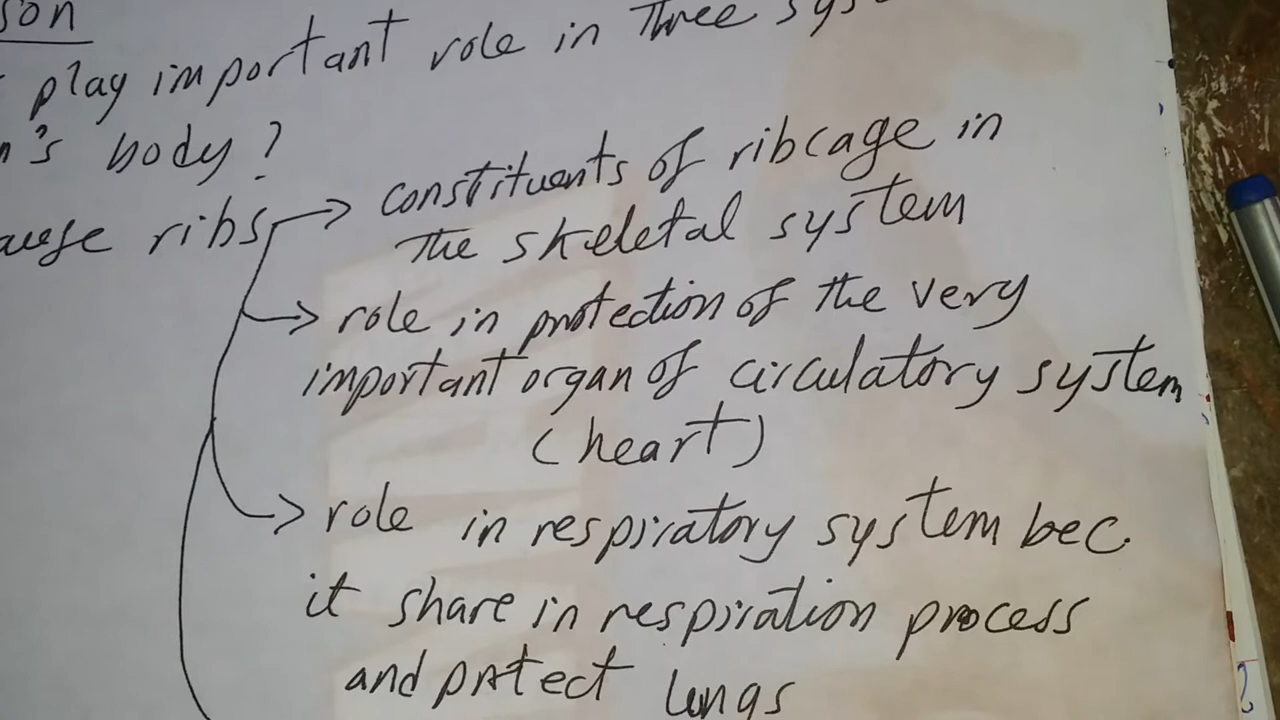 son
play important role in Three sys
n's body?
ause ribs → constituents of ribcage in
The skeletal system
→ role in protection of The very
important organ of circulatory system
(heart)
→ role in respiratory system bec.
it share in respiration process
and protect lungs